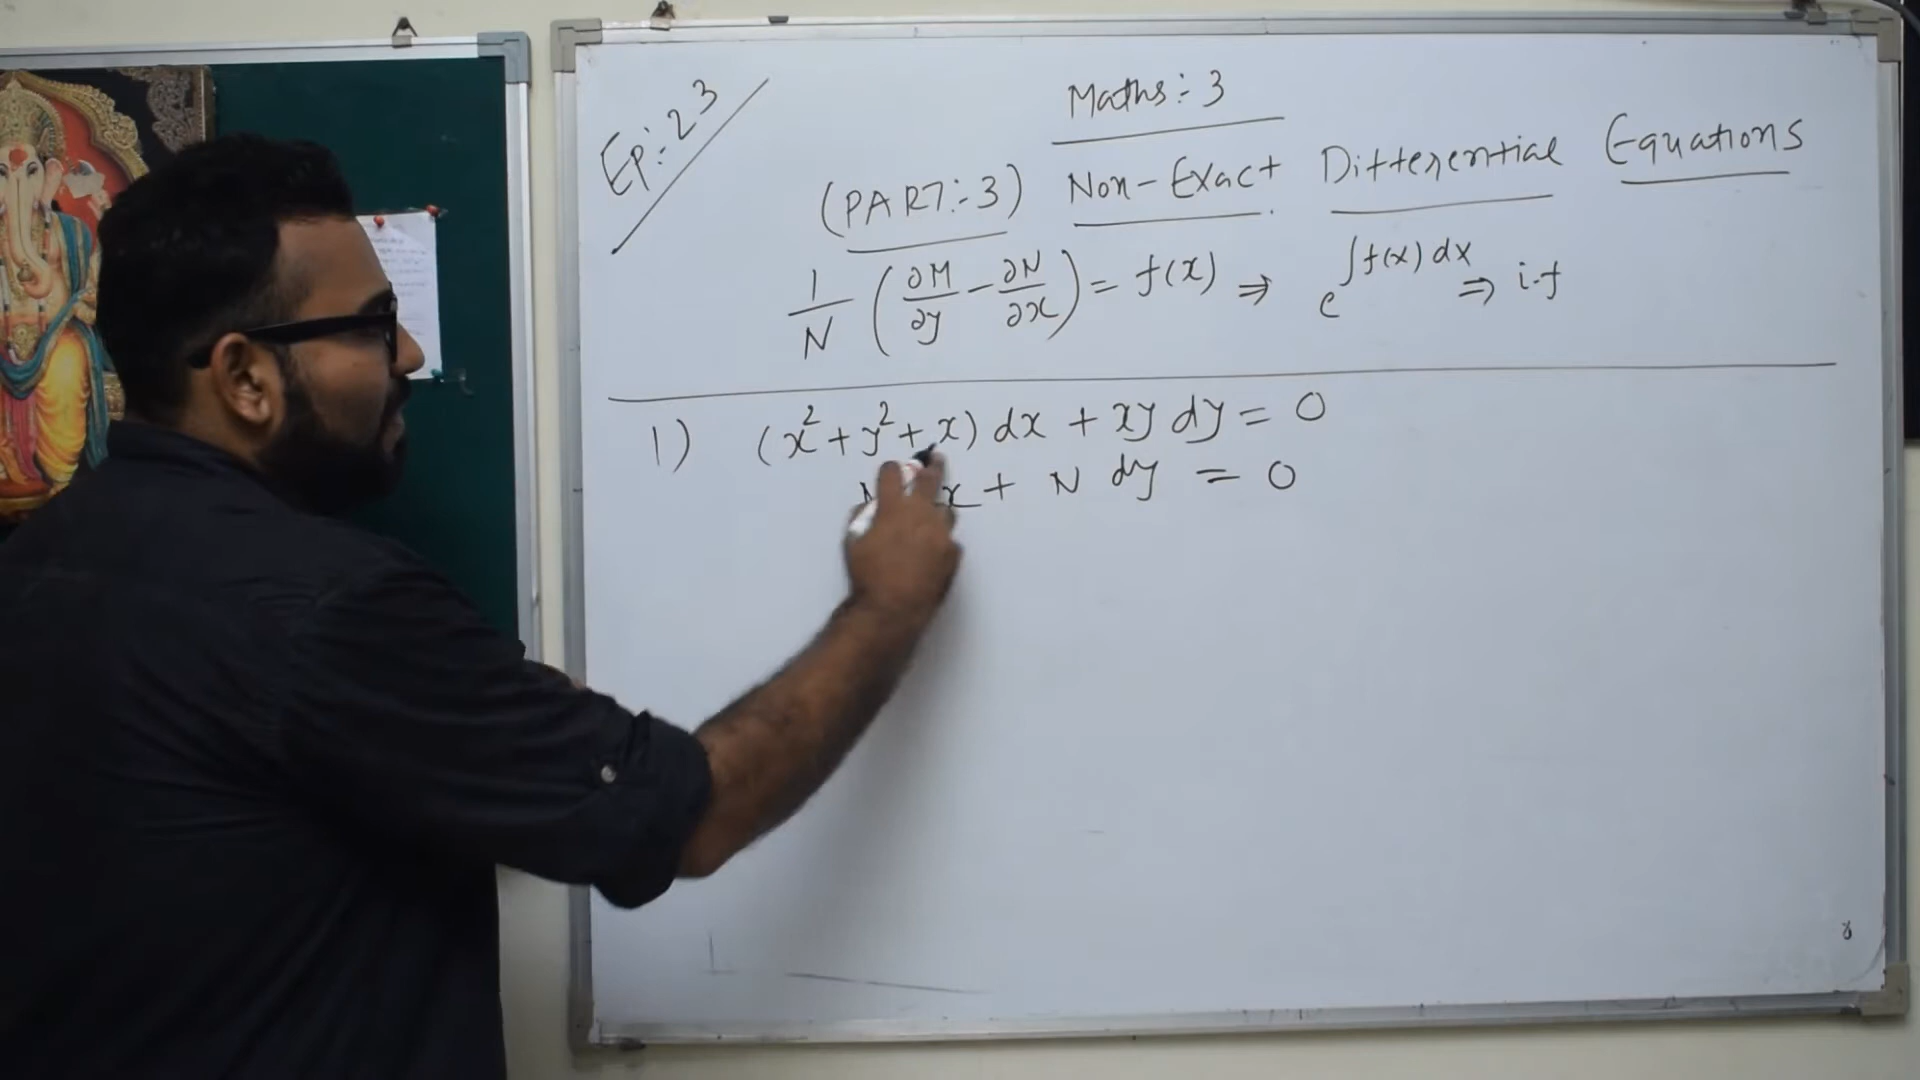 Ep:-23
Maths:- 3
(PART:-3) Non-Exact Differential Equations
1/N (∂M/∂y - ∂N/∂x) = f(x) ⇒ e^∫f(x)dx ⇒ i.f
1) (x²+y²+x) dx + xy dy = 0
x + N dy = 0